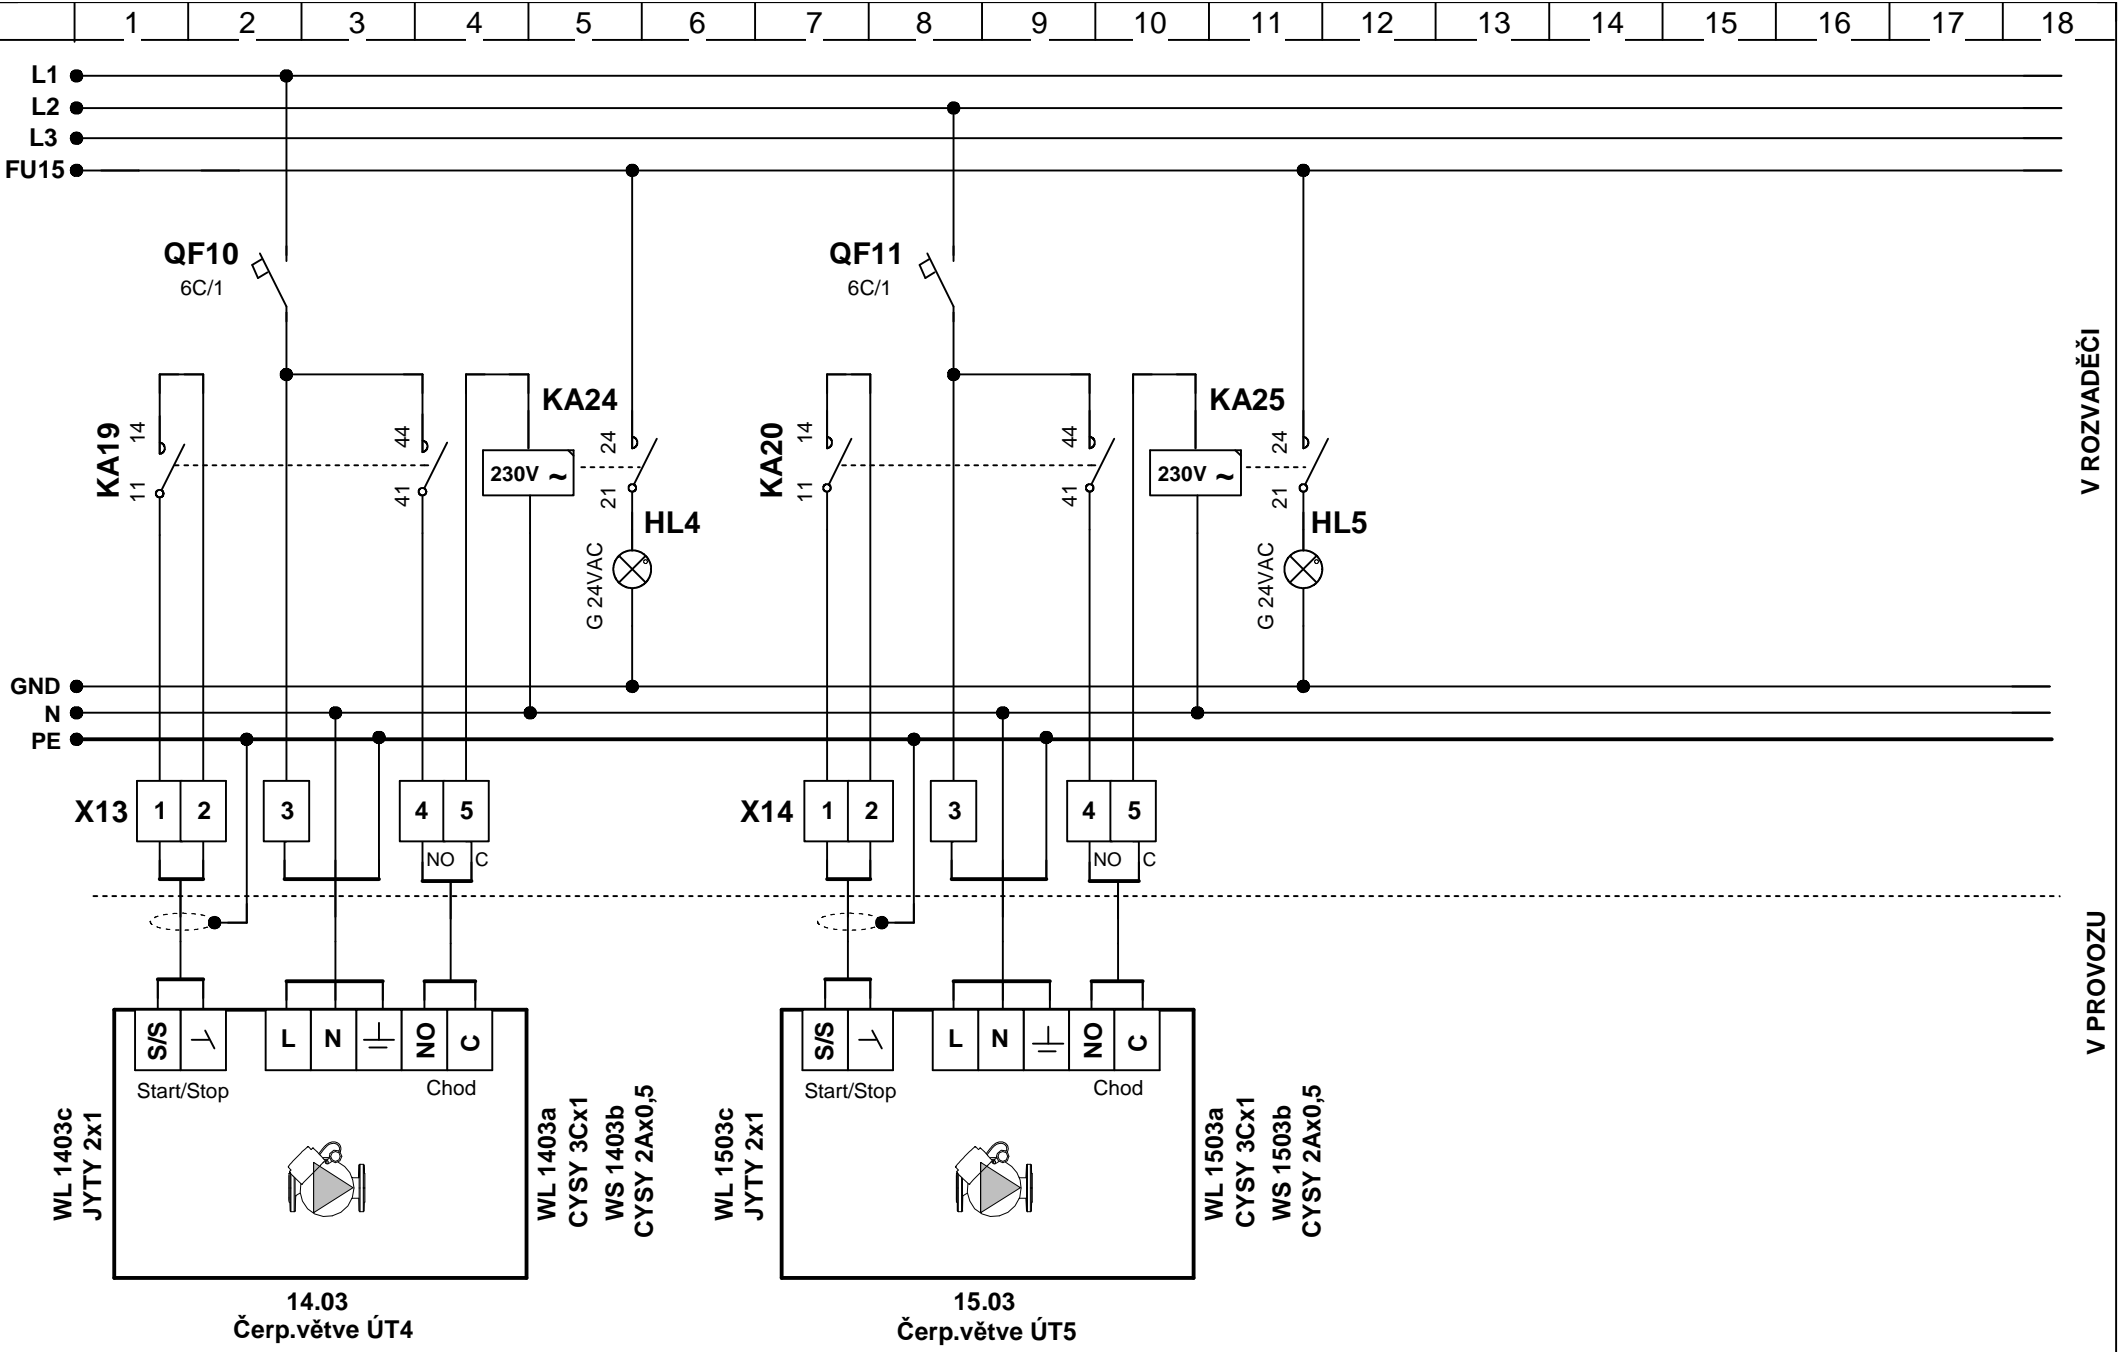 1 2 3 4 5 6 7 8 9 10 11 12 13 14 15 16 17 18
L1
L2
L3
FU15
QF10
6C/1
QF11
6C/1
V ROZVADĚČI
KA19
14
11
44
41
KA24
230V ~
24
21
HL4
G 24VAC
KA20
14
11
44
41
KA25
230V ~
24
21
HL5
G 24VAC
GND
N
PE
X13 1 2 3 4 5
NO C
X14 1 2 3 4 5
NO C
V PROVOZU
S/S L N NO C
Start/Stop Chod
WL 1403c
JYTY 2x1
WL 1403a
CYSY 3Cx1
WS 1403b
CYSY 2Ax0,5
14.03
Čerp.větve ÚT4
S/S L N NO C
Start/Stop Chod
WL 1503c
JYTY 2x1
WL 1503a
CYSY 3Cx1
WS 1503b
CYSY 2Ax0,5
15.03
Čerp.větve ÚT5